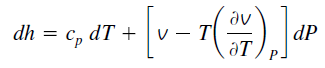 dh = c_p dT + [v − T(∂v/∂T)_P] dP